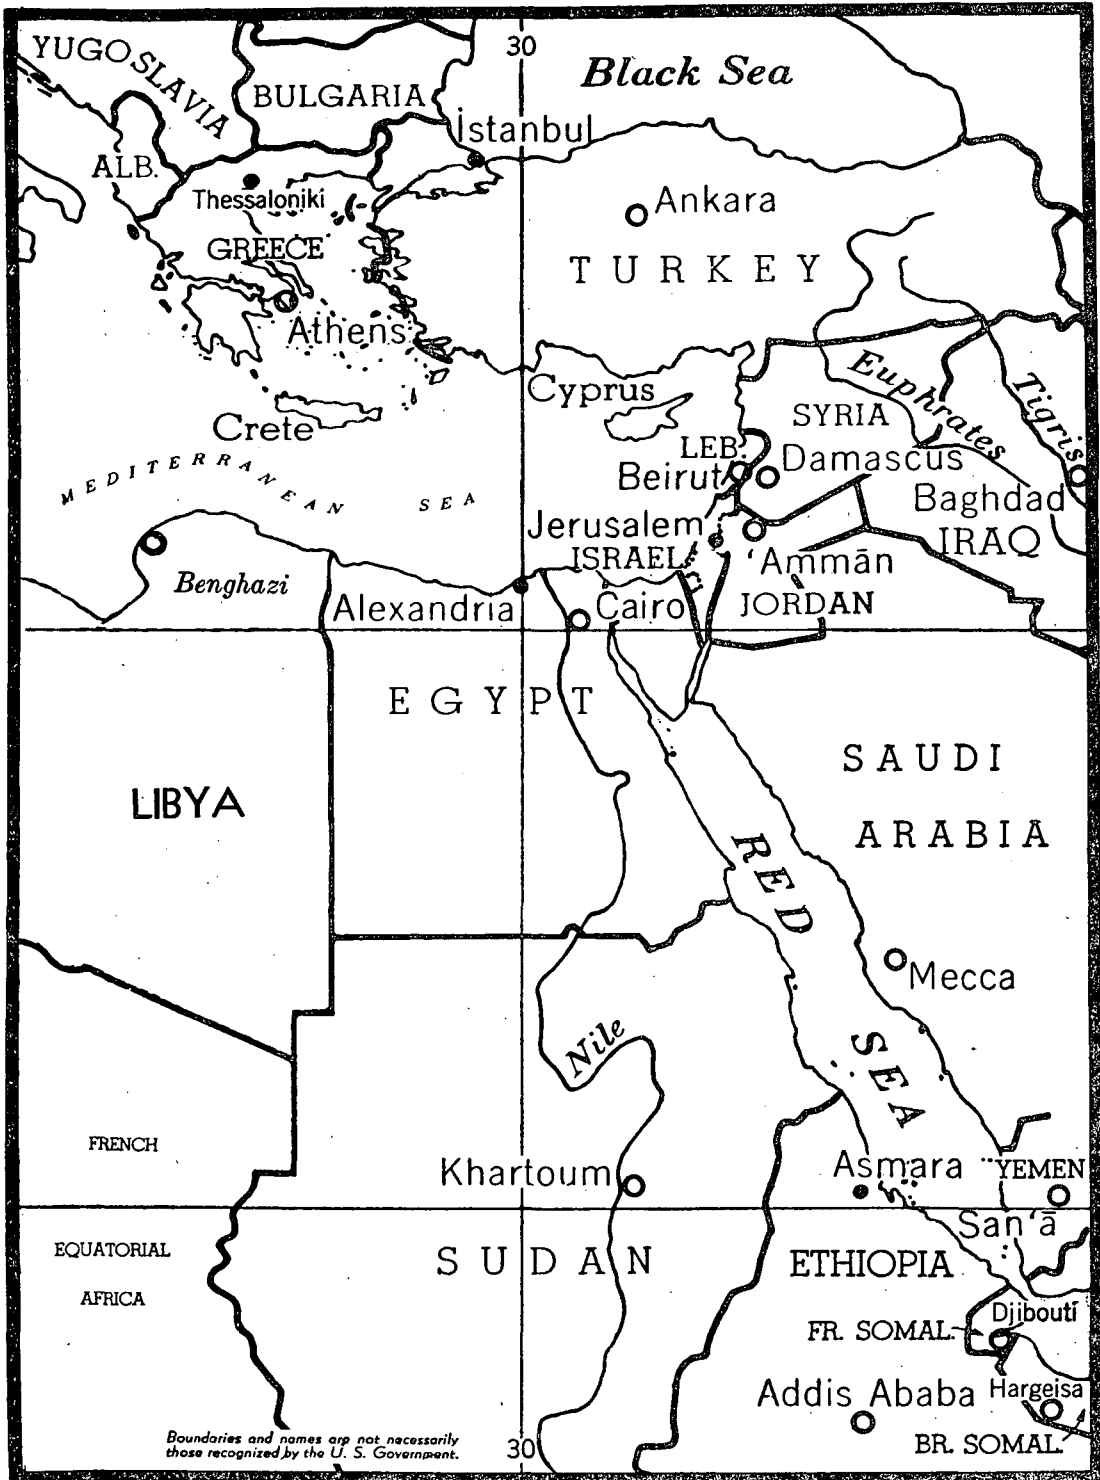 30
Black Sea
YUGOSLAVIA
BULGARIA
İstanbul
ALB.
Thessaloniki
Ankara
GREECE
TURKEY
Athens
Cyprus
Euphrates
Tigris
SYRIA
Crete
LEB.
Beirut
Damascus
MEDITERRANEAN SEA
Baghdad
Jerusalem
IRAQ
ISRAEL
'Ammān
Benghazi
Alexandria
Cairo
JORDAN
EGYPT
SAUDI
ARABIA
LIBYA
RED SEA
Mecca
Nile
FRENCH
Khartoum
Asmara
YEMEN
San'ā
EQUATORIAL
AFRICA
SUDAN
ETHIOPIA
Djibouti
FR. SOMAL.
Addis Ababa
Hargeisa
BR. SOMAL.
Boundaries and names are not necessarily
those recognized by the U. S. Government.
30